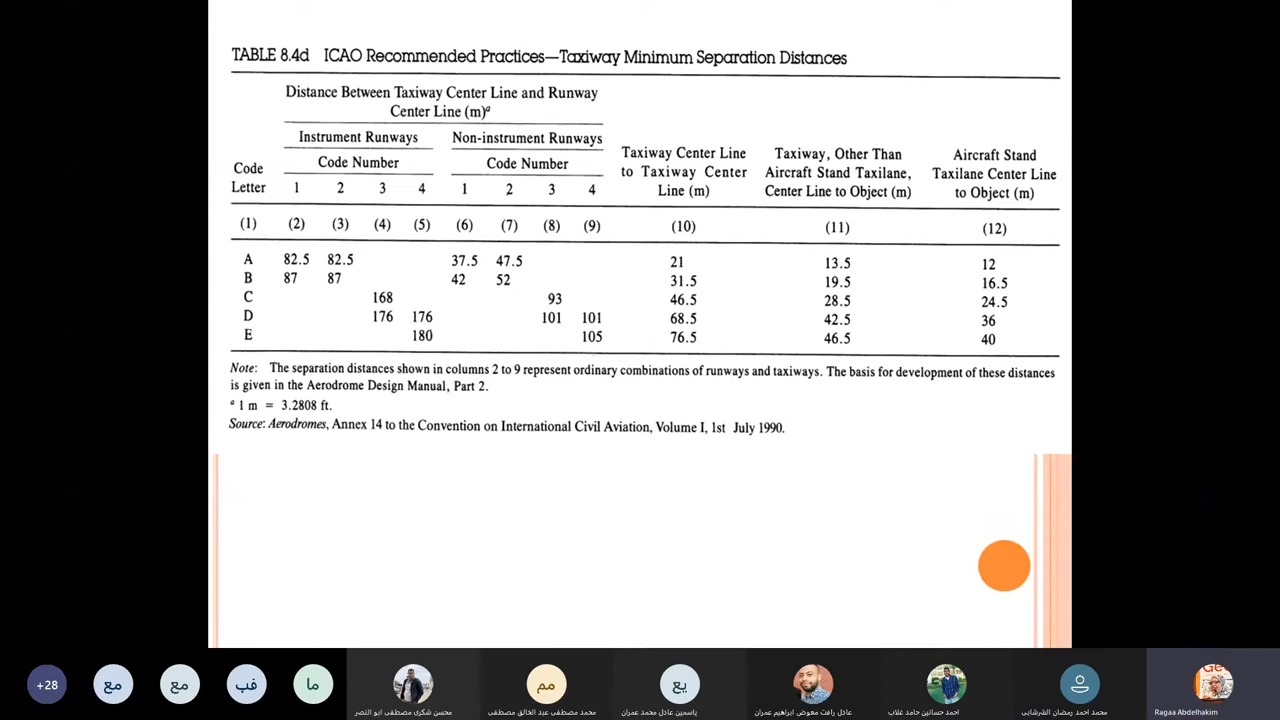 TABLE 8.4d ICAO Recommended Practices—Taxiway Minimum Separation Distances
Distance Between Taxiway Center Line and Runway
Center Line (m)ᵃ
Instrument Runways Non-instrument Runways
Code Number Code Number
Code
Letter 1 2 3 4 1 2 3 4
Taxiway Center Line
to Taxiway Center
Line (m)
Taxiway, Other Than
Aircraft Stand Taxilane,
Center Line to Object (m)
Aircraft Stand
Taxilane Center Line
to Object (m)
(1) (2) (3) (4) (5) (6) (7) (8) (9) (10) (11) (12)
A 82.5 82.5 37.5 47.5 21 13.5 12
B 87 87 42 52 31.5 19.5 16.5
C 168 93 46.5 28.5 24.5
D 176 176 101 101 68.5 42.5 36
E 180 105 76.5 46.5 40
Note: The separation distances shown in columns 2 to 9 represent ordinary combinations of runways and taxiways. The basis for development of these distances
is given in the Aerodrome Design Manual, Part 2.
ᵃ 1 m = 3.2808 ft.
Source: Aerodromes, Annex 14 to the Convention on International Civil Aviation, Volume I, 1st July 1990.
+28 مع مع فب ما مم يع
محسن شكرى مصطفى ابو النصر
محمد مصطفى عبد الخالق مصطفى
ياسمين عادل محمد عمران
عادل رافت معوض ابراهيم عمران
احمد حسانين حامد غلاب
محمد احمد رمضان الشرشابى
Ragaa Abdelhakim